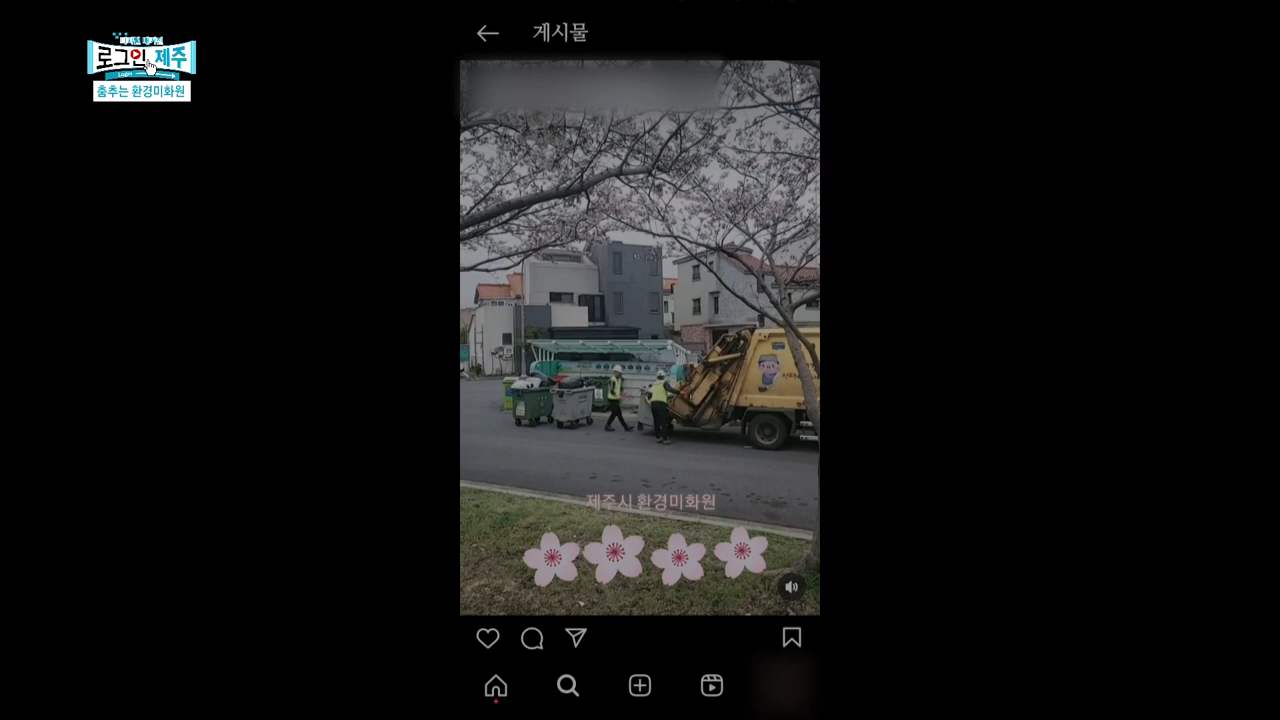 로그인 제주
Login
춤추는 환경미화원
게시물
제주시 환경미화원